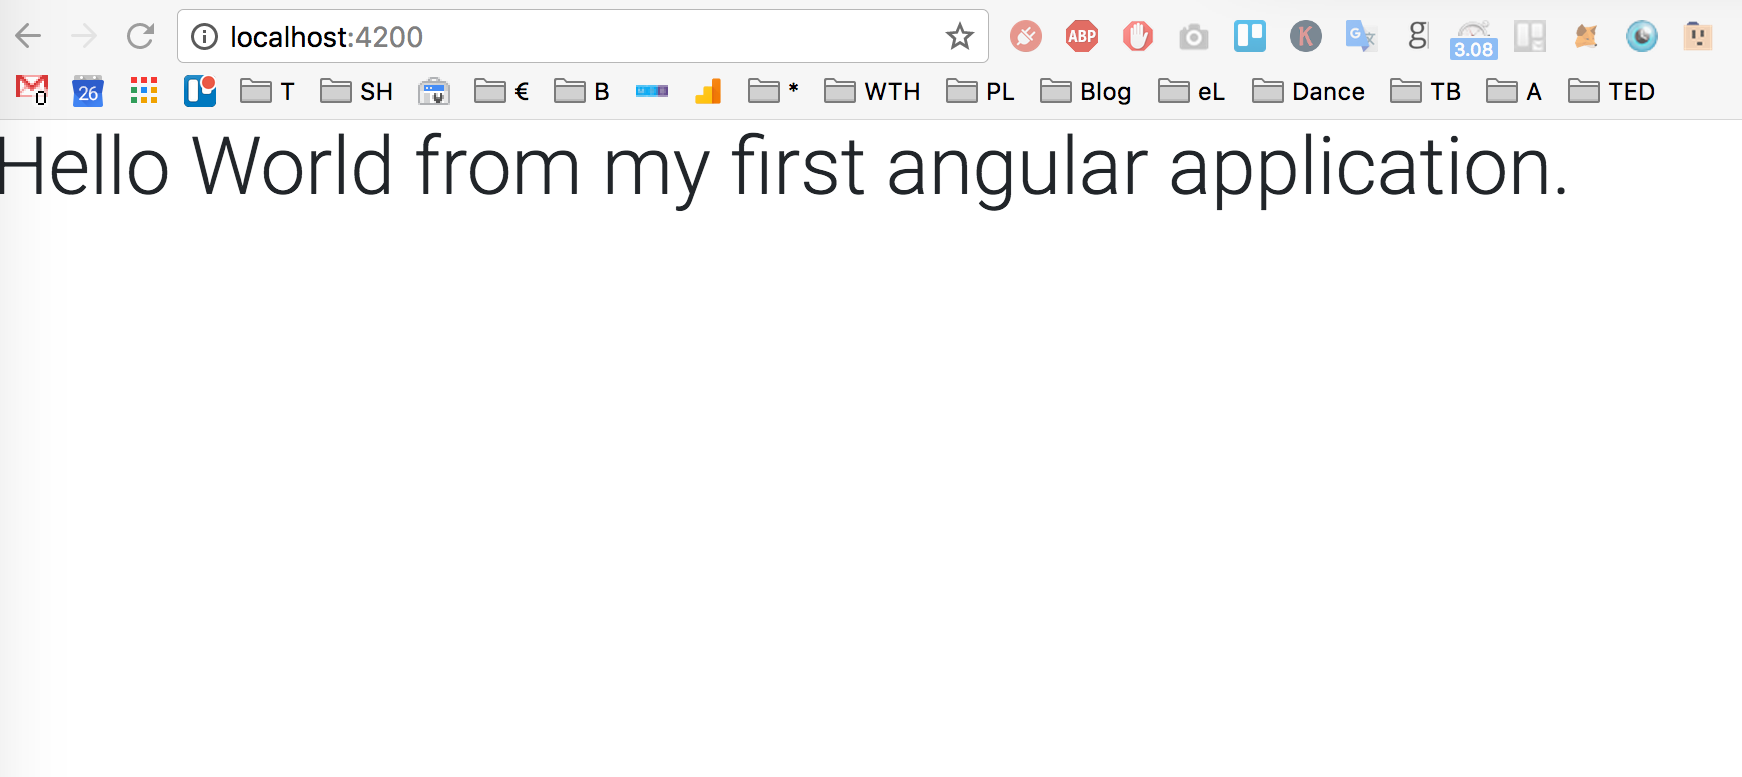 localhost:4200
ABP
K
G
g
3.08
0
26
T
SH
€
B
*
WTH
PL
Blog
eL
Dance
TB
A
TED
Hello World from my first angular application.